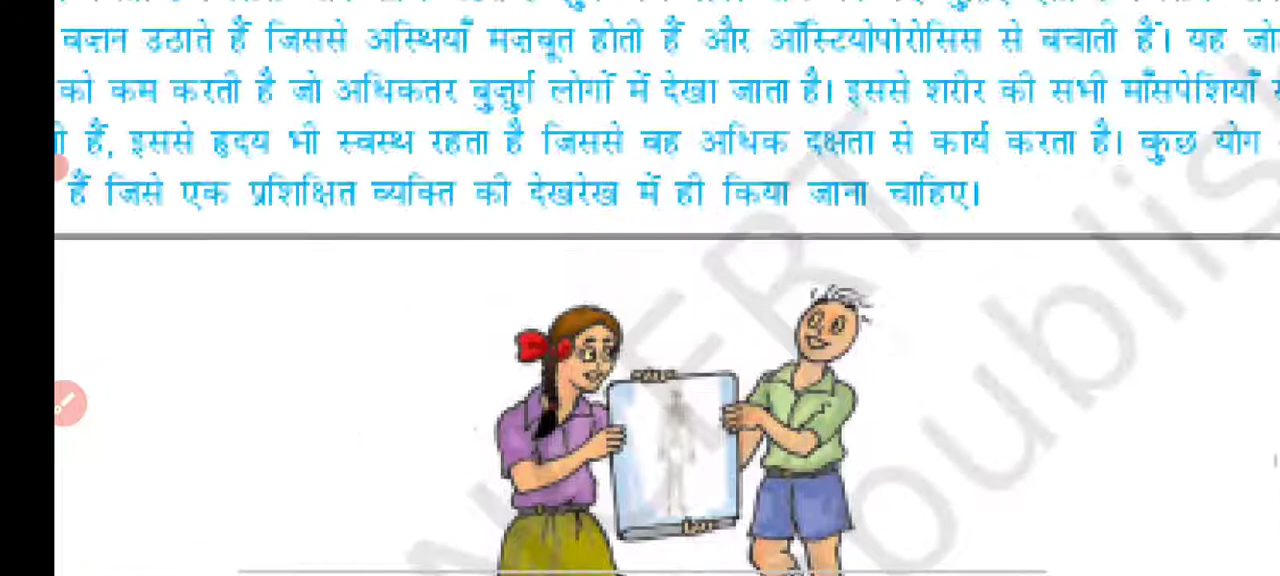 वज़न उठाते हैं जिससे अस्थियाँ मज़बूत होती हैं और ऑस्टियोपोरोसिस से बचाती हैं। यह
को कम करती है जो अधिकतर बुज़ुर्ग लोगों में देखा जाता है। इससे शरीर की सभी माँसपेशियाँ
हैं, इससे हृदय भी स्वस्थ रहता है जिससे वह अधिक दक्षता से कार्य करता है। कुछ योग
हैं जिसे एक प्रशिक्षित व्यक्ति की देखरेख में ही किया जाना चाहिए।
NCERT